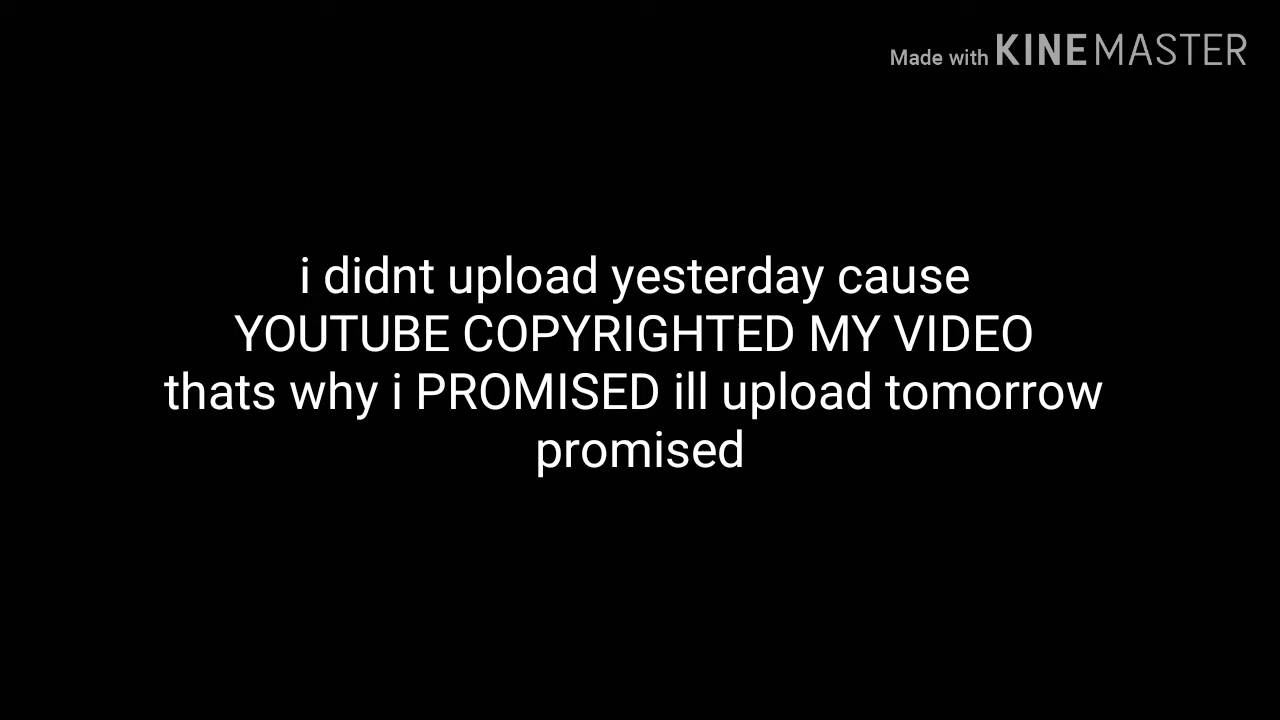 Made with KINEMASTER
i didnt upload yesterday cause
YOUTUBE COPYRIGHTED MY VIDEO
thats why i PROMISED ill upload tomorrow
promised